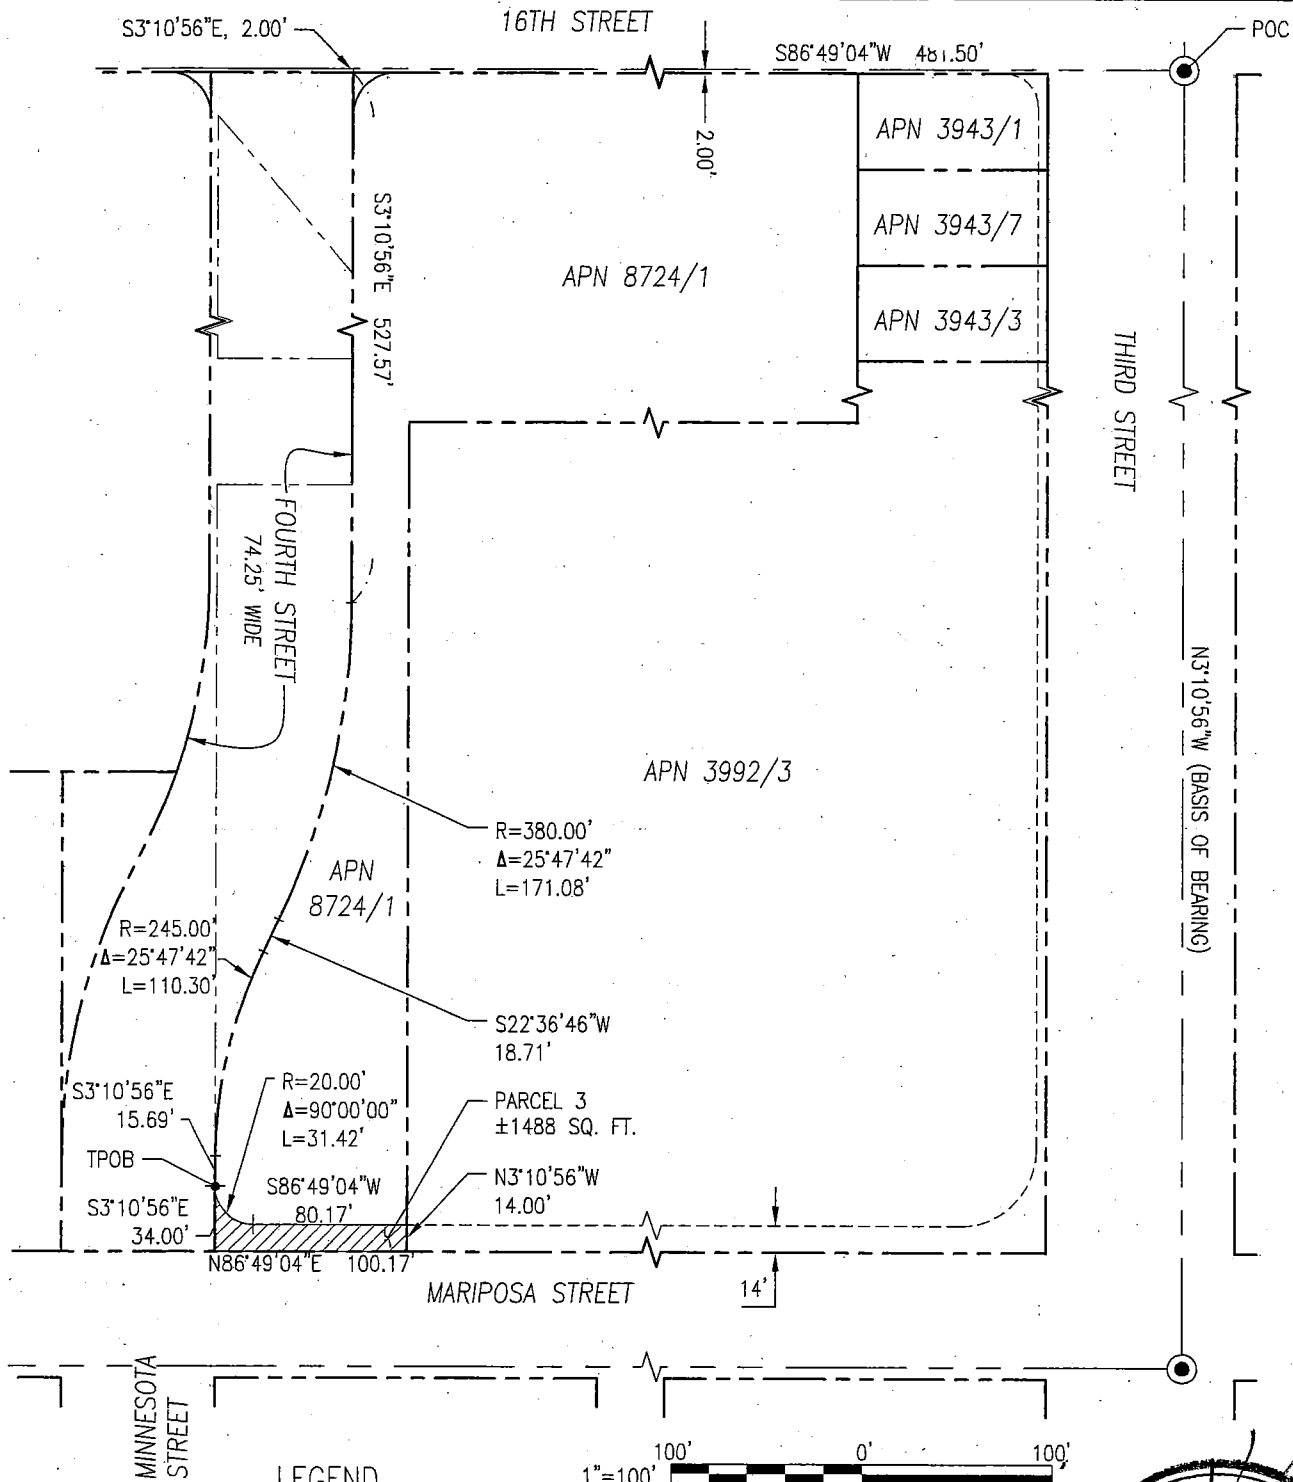 S3°10'56"E, 2.00'
16TH STREET
S86°49'04"W 481.50'
POC
2.00'
APN 3943/1
APN 3943/7
APN 3943/3
APN 8724/1
S3°10'56"E 527.57'
THIRD STREET
FOURTH STREET
74.25' WIDE
N3°10'56"W (BASIS OF BEARING)
APN 3992/3
R=380.00'
Δ=25°47'42"
L=171.08'
APN
8724/1
R=245.00'
Δ=25°47'42"
L=110.30'
S22°36'46"W
18.71'
S3°10'56"E
15.69'
R=20.00'
Δ=90°00'00"
L=31.42'
PARCEL 3
±1488 SQ. FT.
TPOB
S86°49'04"W
80.17'
N3°10'56"W
14.00'
S3°10'56"E
34.00'
N86°49'04"E 100.17'
MARIPOSA STREET
14'
MINNESOTA
STREET
LEGEND
1"=100'
100' 0' 100'